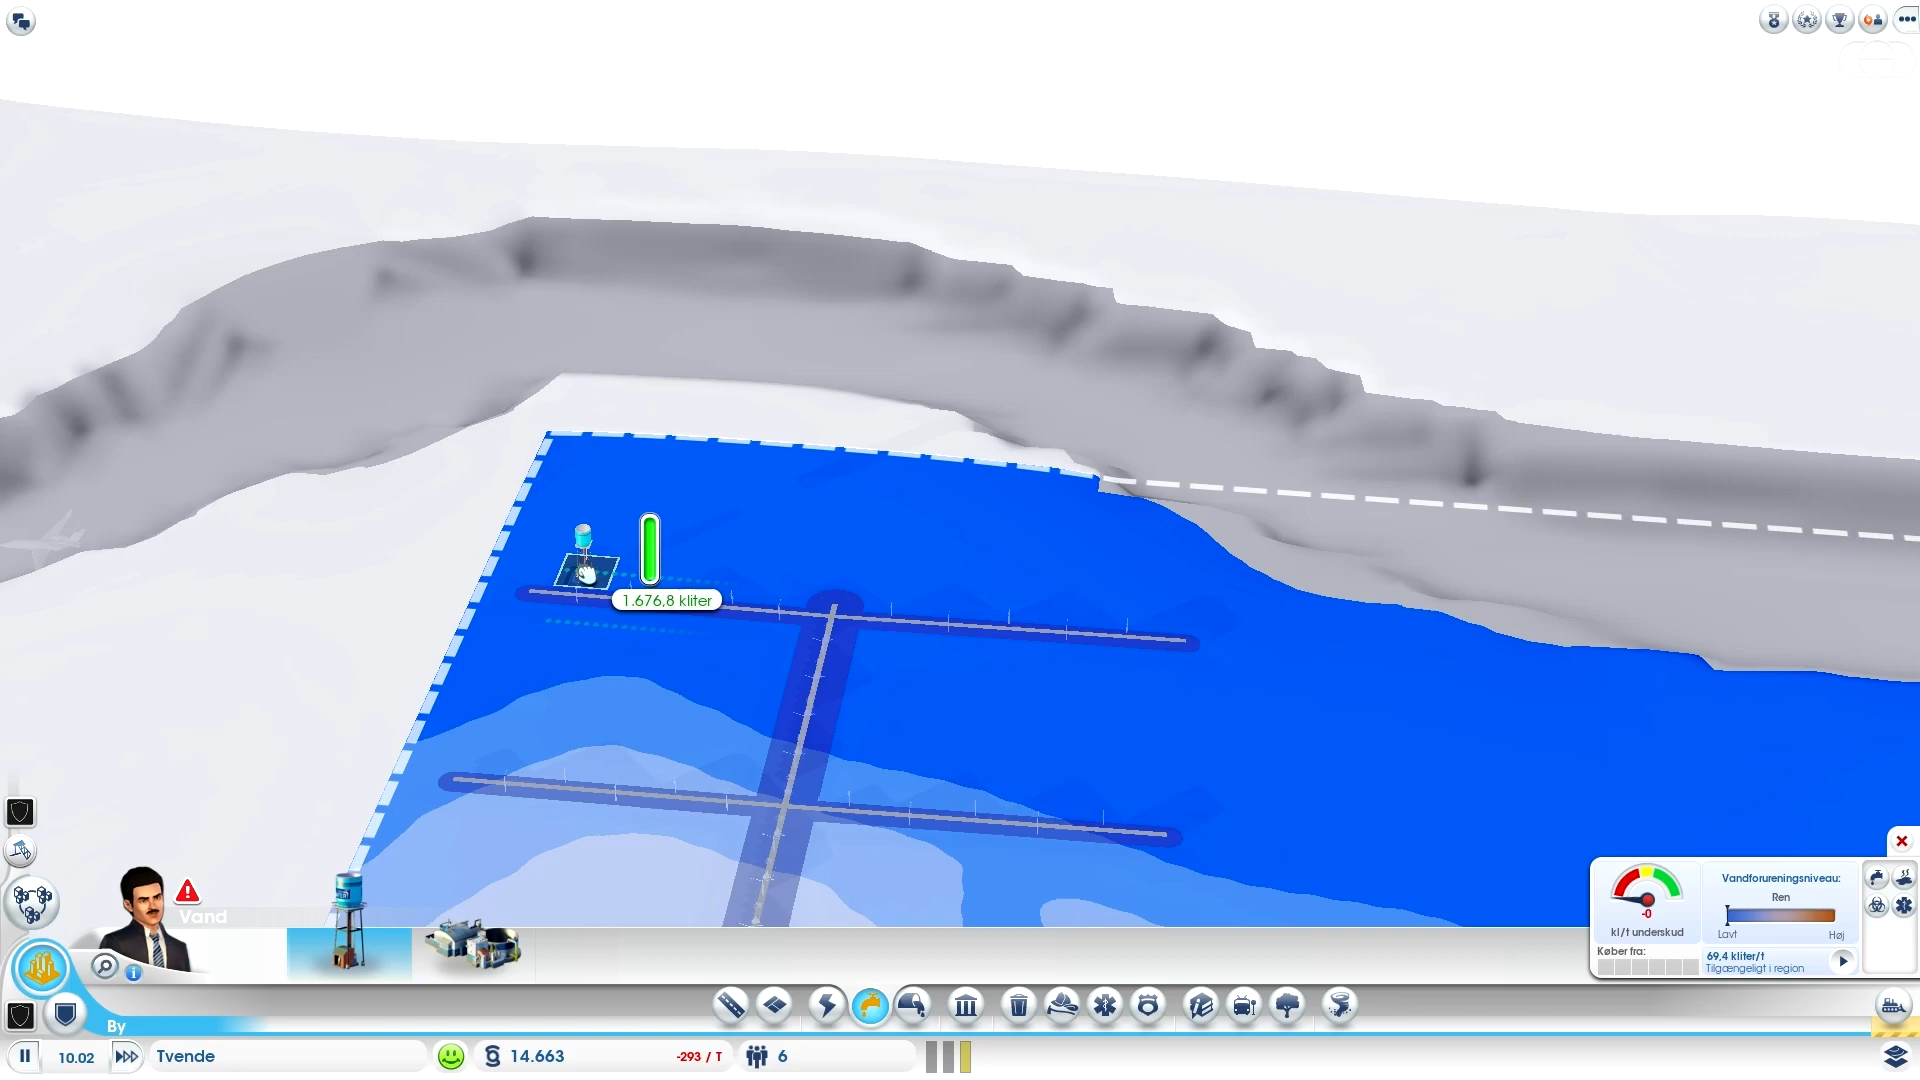 1.676,8 kliter
Vand
Vandforureningsniveau:
Ren
Lavt
Høj
-0
kl/t underskud
Køber fra:
69,4 kliter/t
Tilgængeligt i region
By
10.02
Tvende
14.663
-293 / T
6